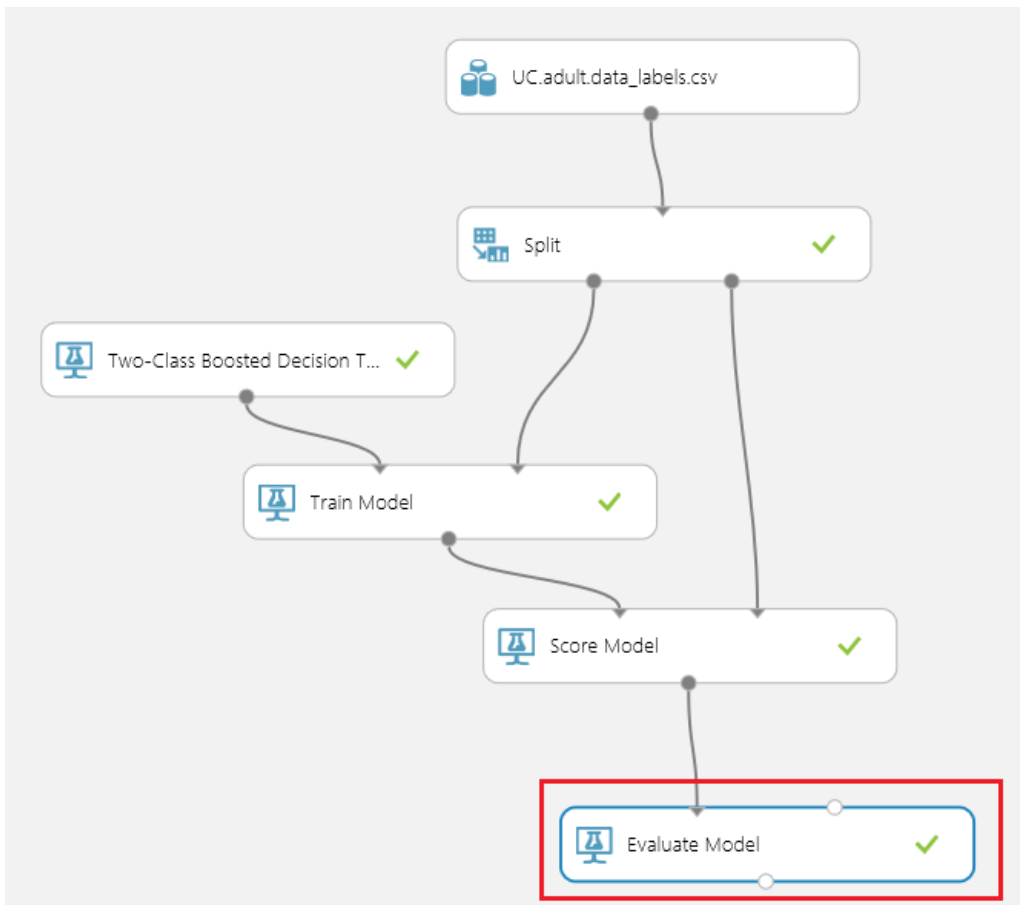 UC.adult.data_labels.csv
Split
Two-Class Boosted Decision T...
Train Model
Score Model
Evaluate Model